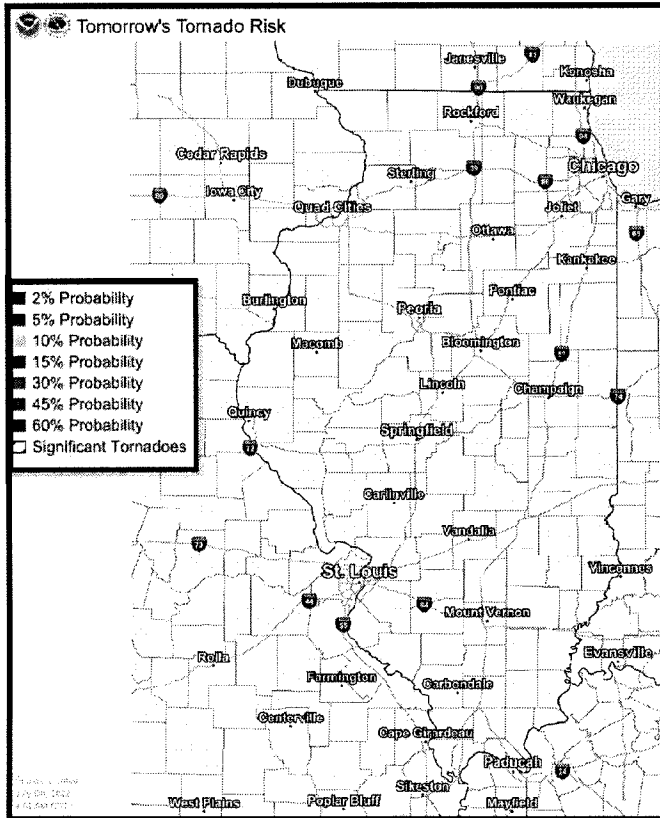 Tomorrow's Tornado Risk
Janesville
Kenosha
Dubuque
Waukegan
Rockford
Cedar Rapids
Chicago
Sterling
Iowa City
Gary
Quad Cities
Joliet
Ottawa
Kankakee
2% Probability
5% Probability
10% Probability
15% Probability
30% Probability
45% Probability
60% Probability
Significant Tornadoes
Burlington
Pontiac
Peoria
Macomb
Bloomington
Lincoln
Champaign
Quincy
Springfield
Carlinville
Vandalia
St. Louis
Vincennes
Mount Vernon
Rolla
Evansville
Farmington
Carbondale
Centerville
Cape Girardeau
Paducah
Sikeston
West Plains
Poplar Bluff
Mayfield